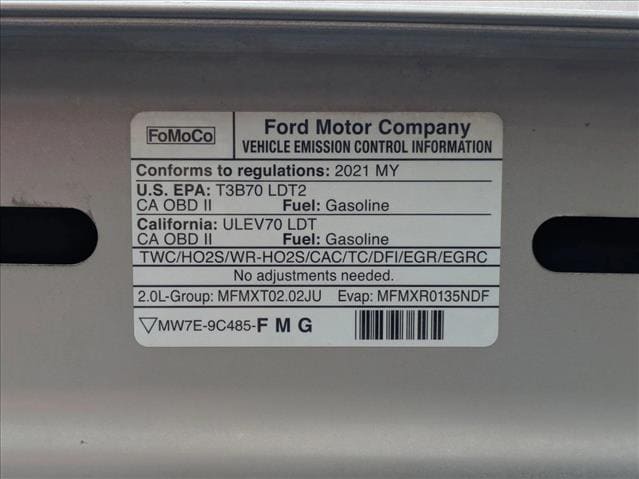 FoMoCo
Ford Motor Company
VEHICLE EMISSION CONTROL INFORMATION
Conforms to regulations: 2021 MY
U.S. EPA: T3B70 LDT2
CA OBD II Fuel: Gasoline
California: ULEV70 LDT
CA OBD II Fuel: Gasoline
TWC/HO2S/WR-HO2S/CAC/TC/DFI/EGR/EGRC
No adjustments needed.
2.0L-Group: MFMXT02.02JU Evap: MFMXR0135NDF
MW7E-9C485-F M G